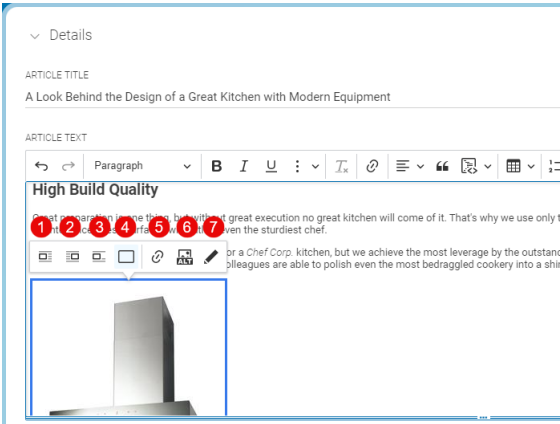 Details
ARTICLE TITLE
A Look Behind the Design of a Great Kitchen with Modern Equipment
ARTICLE TEXT
Paragraph B I U Tx
High Build Quality
Great preparation is one thing, but without great execution no great kitchen will come of it. That's why we use only
even the sturdiest chef.
1 2 3 4 5 6 7
or a Chef Corp. kitchen, but we achieve the most leverage by the
ALT
olleagues are able to polish even the most bedraggled cookery into a